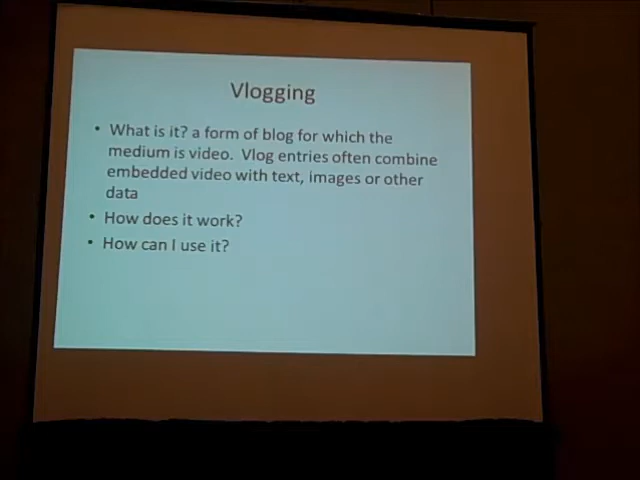 Vlogging
• What is it? a form of blog for which the
medium is video. Vlog entries often combine
embedded video with text, images or other
data
• How does it work?
• How can I use it?